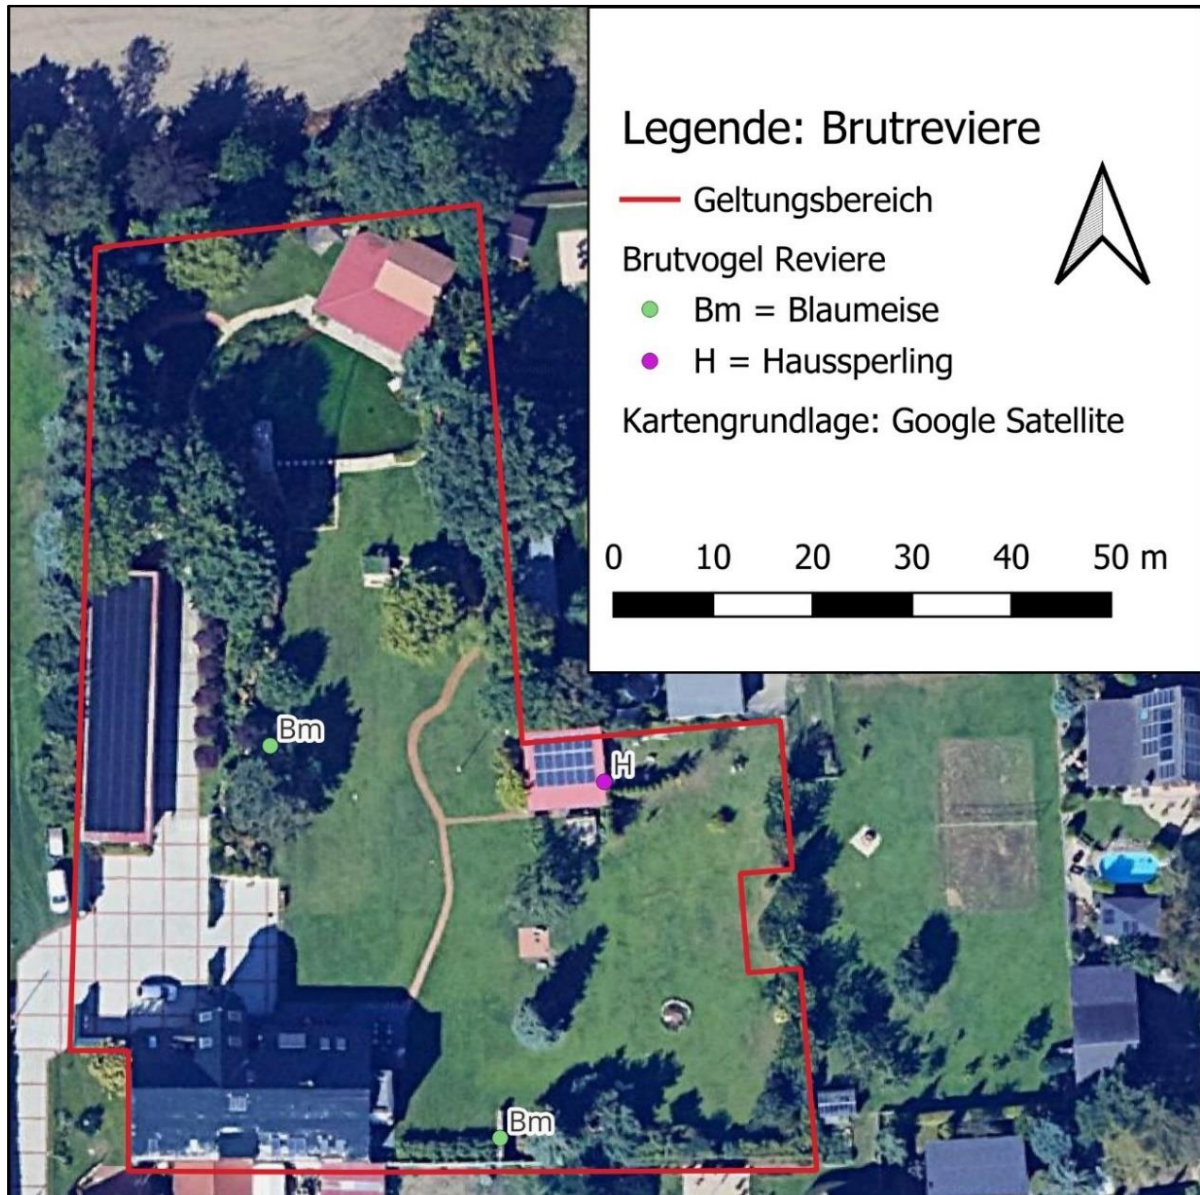 Legende: Brutreviere
Geltungsbereich
Brutvogel Reviere
Bm = Blaumeise
H = Haussperling
Kartengrundlage: Google Satellite
0 10 20 30 40 50 m
Bm
H
Bm